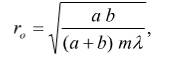 r_o = \sqrt{\frac{a b}{(a+b) m\lambda}},